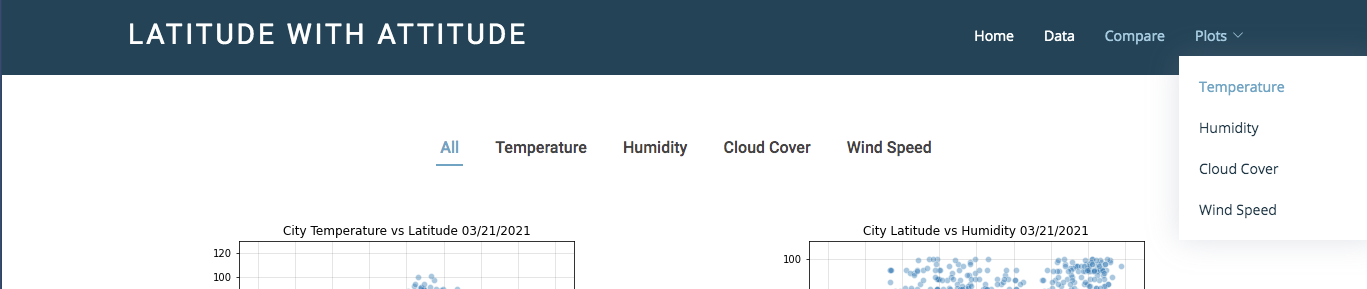 LATITUDE WITH ATTITUDE
Home Data Compare Plots
Temperature
Humidity
Cloud Cover
Wind Speed
All Temperature Humidity Cloud Cover Wind Speed
City Temperature vs Latitude 03/21/2021
120
100
City Latitude vs Humidity 03/21/2021
100